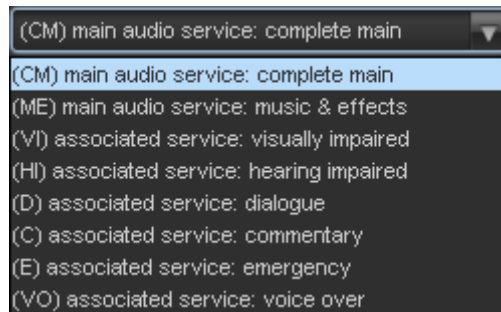 (CM) main audio service: complete main
(CM) main audio service: complete main
(ME) main audio service: music & effects
(VI) associated service: visually impaired
(HI) associated service: hearing impaired
(D) associated service: dialogue
(C) associated service: commentary
(E) associated service: emergency
(VO) associated service: voice over